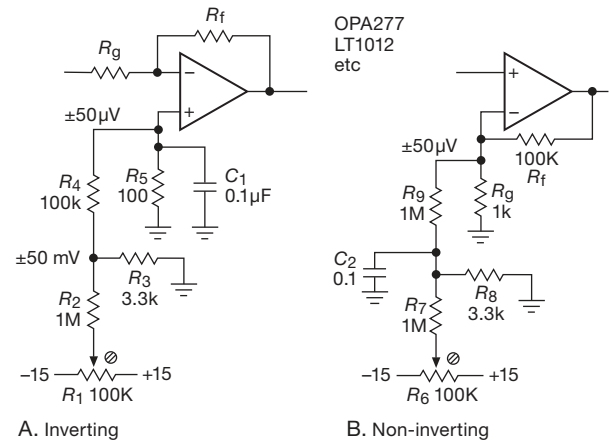 Rf
Rg
−
+
±50µV
R4
100k
R5
100
C1
0.1µF
±50 mV
R3
3.3k
R2
1M
−15
+15
R1 100K
A. Inverting
OPA277
LT1012
etc
+
−
±50µV
100K
Rf
R9
1M
Rg
1k
C2
0.1
R8
3.3k
R7
1M
−15
+15
R6 100K
B. Non-inverting